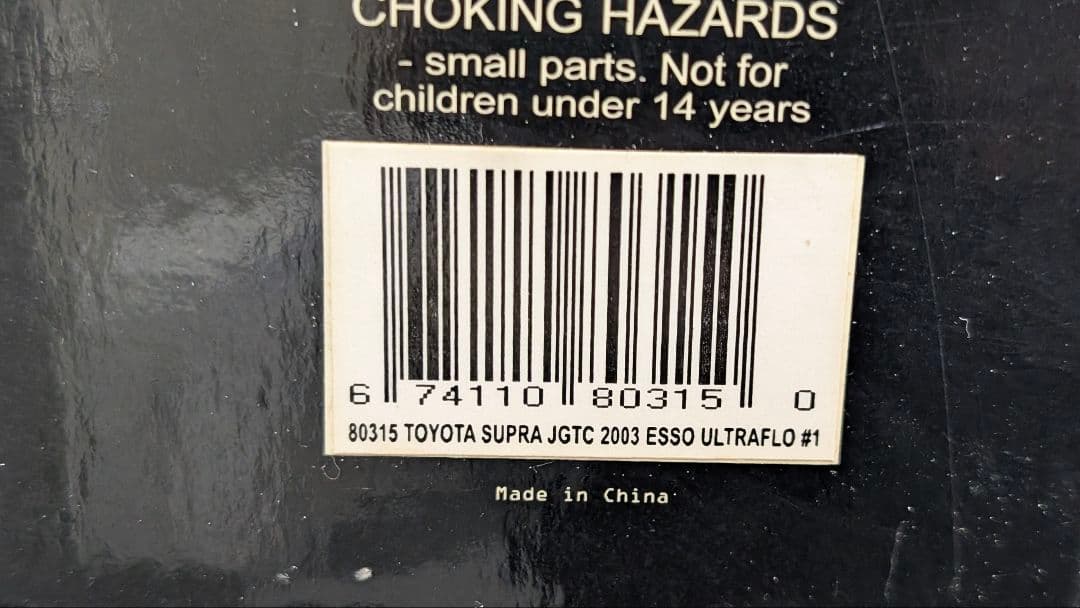 CHOKING HAZARDS
- small parts. Not for
children under 14 years
6 74110 80315 0
80315 TOYOTA SUPRA JGTC 2003 ESSO ULTRAFLO #1
Made in China